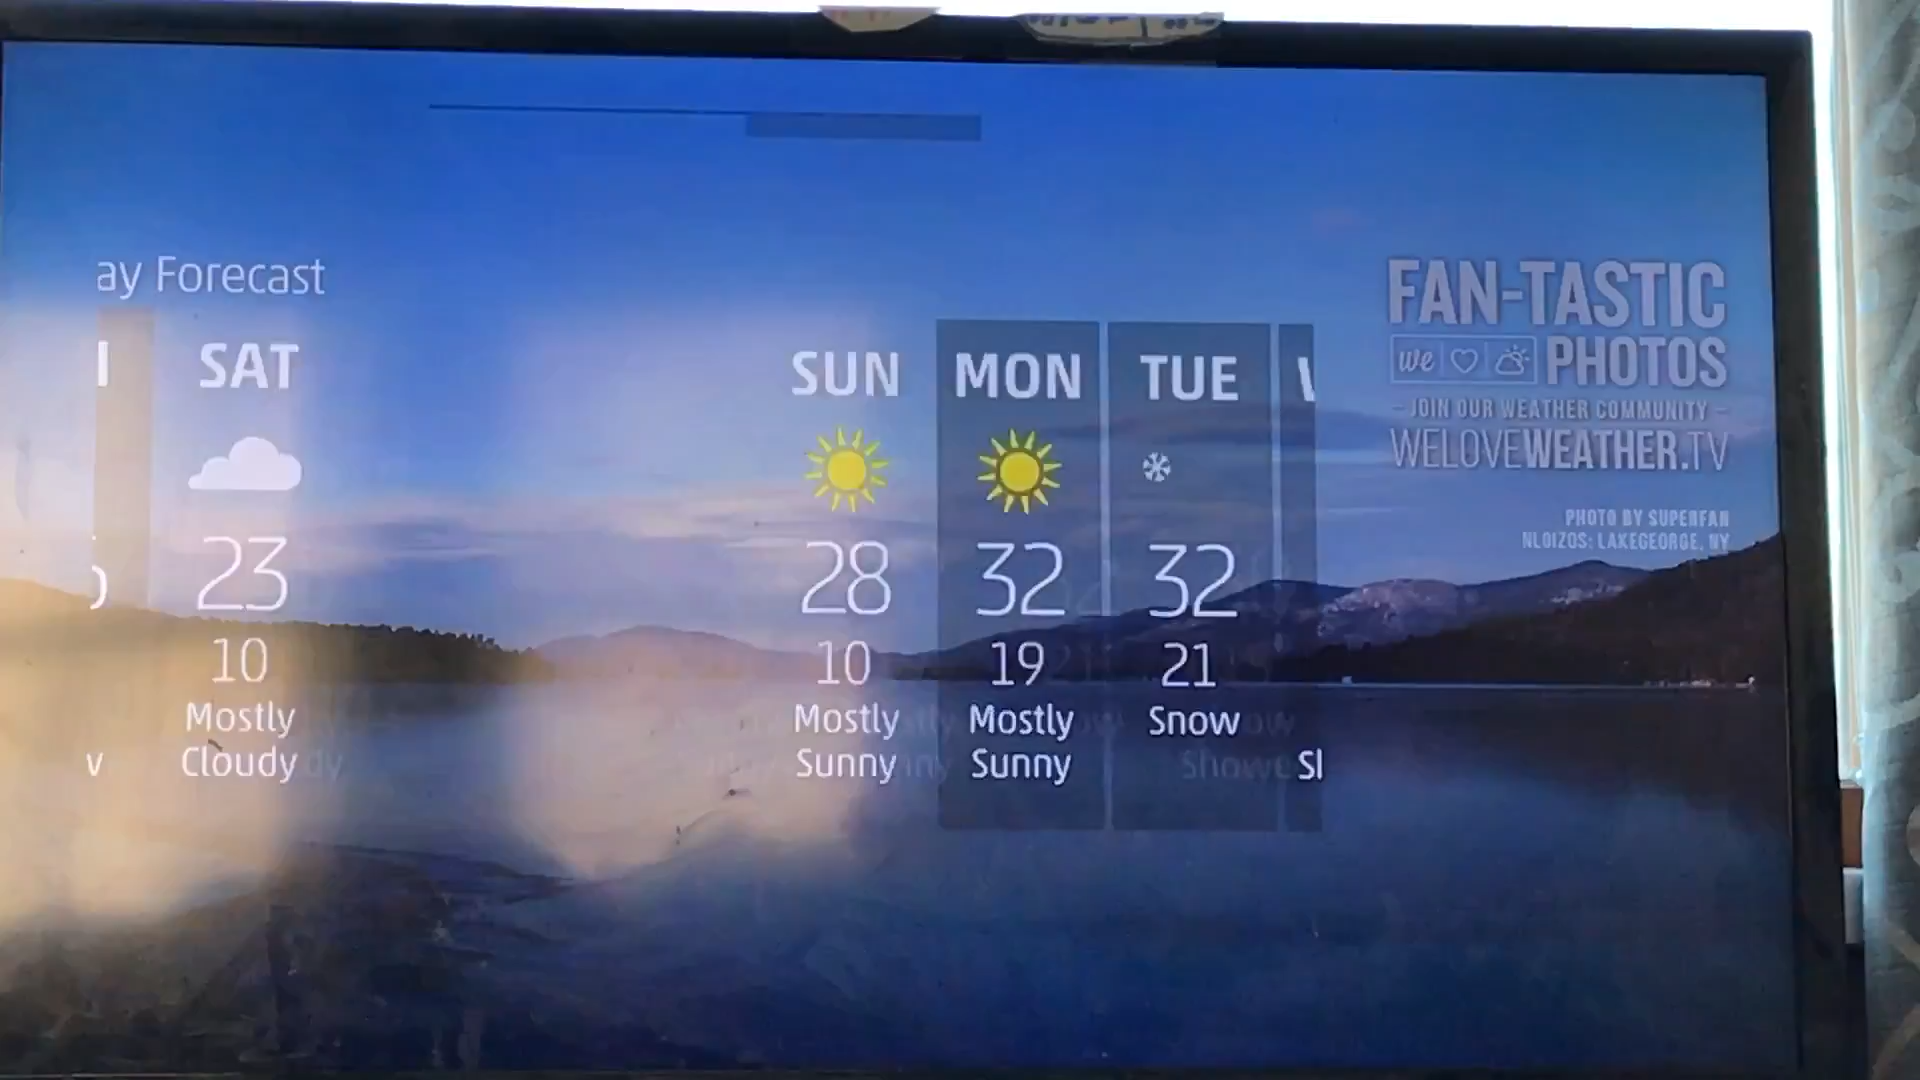 ay Forecast
SAT
23
10
Mostly
Cloudy
SUN
28
10
Mostly
Sunny
MON
32
19
Mostly
Sunny
TUE
32
21
Snow
Sl
FAN-TASTIC
we PHOTOS
- JOIN OUR WEATHER COMMUNITY -
WELOVEWEATHER.TV
PHOTO BY SUPERFAN
NLOIZOS: LAKEGEORGE, NY